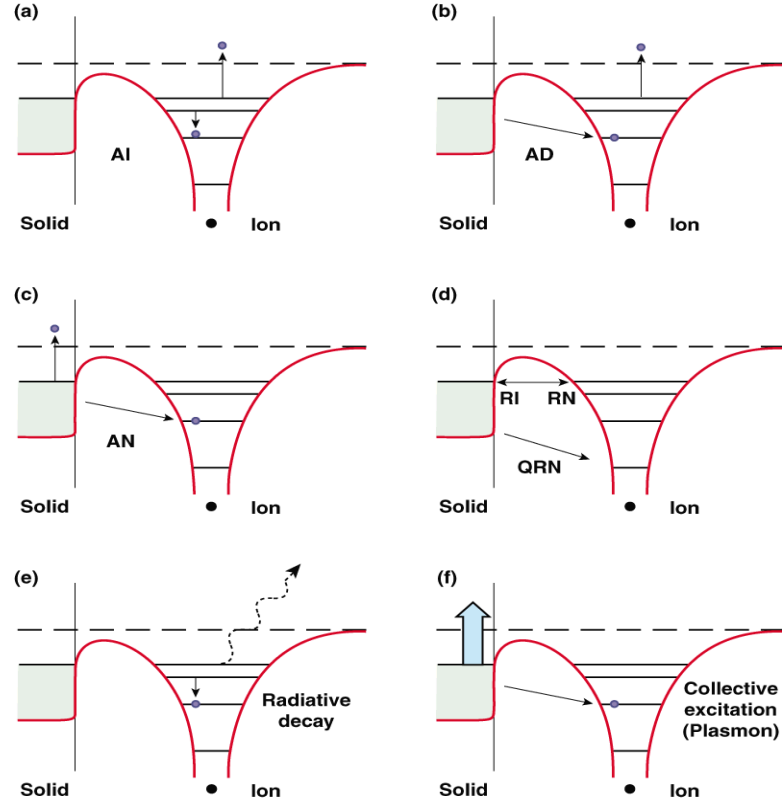 (a)
AI
Solid
Ion
(b)
AD
Solid
Ion
(c)
AN
Solid
Ion
(d)
RI
RN
QRN
Solid
Ion
(e)
Radiative
decay
Solid
Ion
(f)
Collective
excitation
(Plasmon)
Solid
Ion